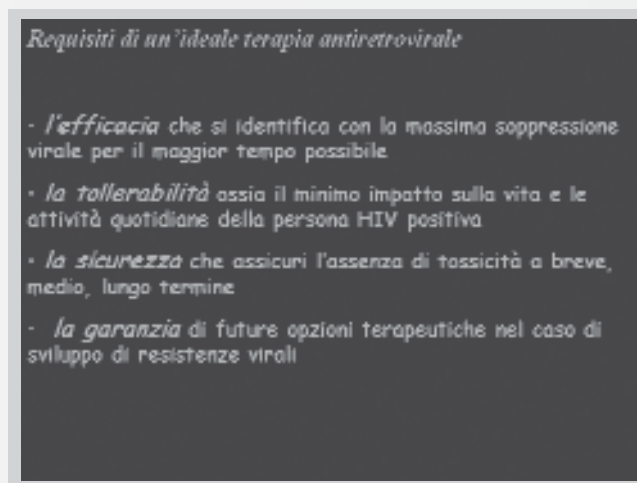 Requisiti di un'ideale terapia antiretrovirale
- l'efficacia che si identifica con la massima soppressione
virale per il maggior tempo possibile
- la tollerabilità ossia il minimo impatto sulla vita e le
attività quotidiane della persona HIV positiva
- la sicurezza che assicuri l'assenza di tossicità a breve,
medio, lungo termine
- la garanzia di future opzioni terapeutiche nel caso di
sviluppo di resistenze virali